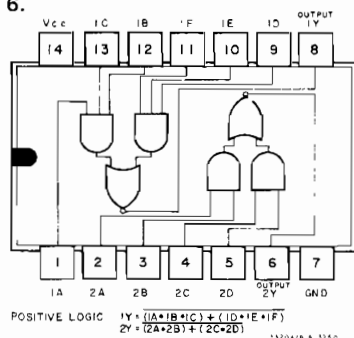 6.
OUTPUT
Vcc 1C 1B 1F 1E 1D 1Y
14 13 12 11 10 9 8
1 2 3 4 5 6 7
1A 2A 2B 2C 2D OUTPUT 2Y GND
POSITIVE LOGIC 1Y = (1A•1B•1C) + (1D•1E•1F)
2Y = (2A•2B) + (2C•2D)